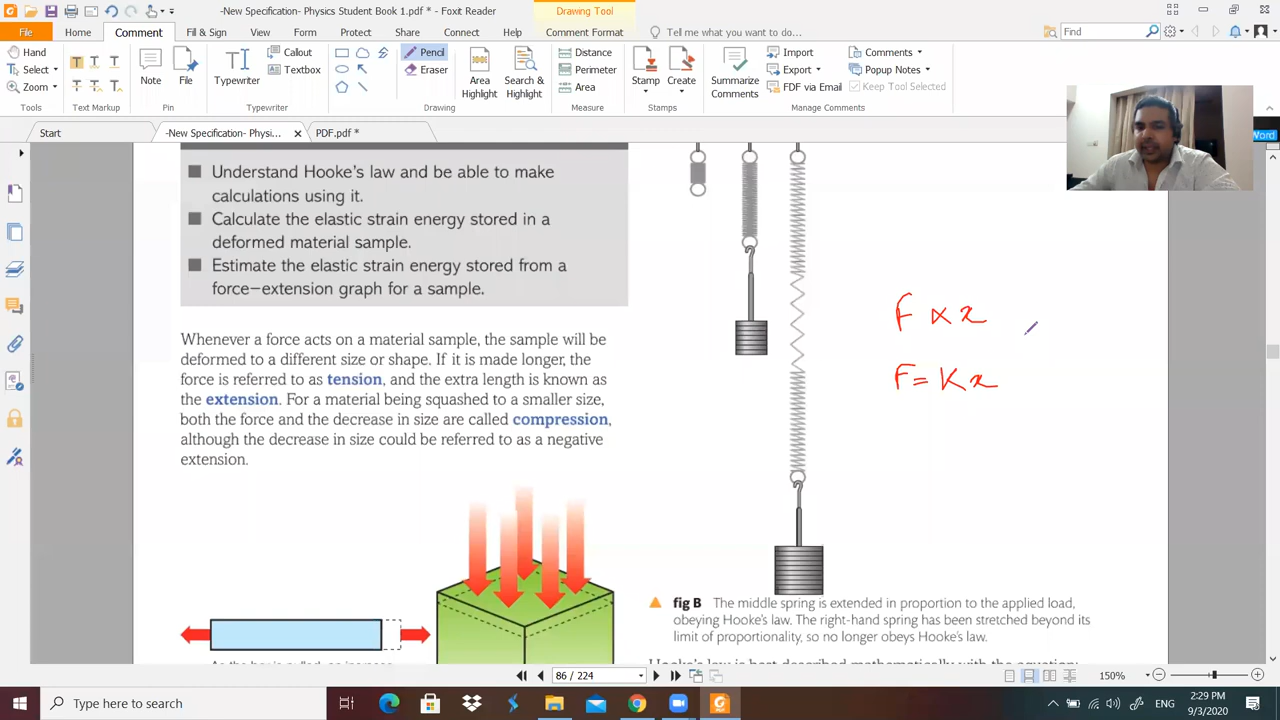 -New Specification- Physics Student Book 1.pdf * - Foxit Reader
Drawing Tool
File Home Comment Fill & Sign View Form Protect Share Connect Help Comment Format Tell me what you want to do... Find
Hand
Select
Zoom
Tools
Text Markup
Note
File
Pin
Typewriter
Callout
Textbox
Typewriter
Pencil
Eraser
Drawing
Area Highlight
Search & Highlight
Distance
Perimeter
Area
Measure
Stamp
Create
Stamps
Summarize Comments
Import
Export
FDF via Email
Comments
Popup Notes
Keep Tool Selected
Manage Comments
Word
Start
-New Specification- Physi...
PDF.pdf *
Understand Hooke's law and be able to make
calculations using it.
Calculate the elastic strain energy stored in a
deformed material sample.
Estimate the elastic strain energy stored from a
force–extension graph for a sample.
Whenever a force acts on a material sample, the sample will be
deformed to a different size or shape. If it is made longer, the
force is referred to as tension, and the extra length is known as
the extension. For a material being squashed to a smaller size,
both the force and the decrease in size are called compression,
although the decrease in size could be referred to as a negative
extension.
F ∝ x
F = Kx
fig B The middle spring is extended in proportion to the applied load,
obeying Hooke's law. The right-hand spring has been stretched beyond its
limit of proportionality, so no longer obeys Hooke's law.
Hooke's law is best described mathematically with the equation:
86 / 224
150%
Type here to search
2:29 PM
9/3/2020